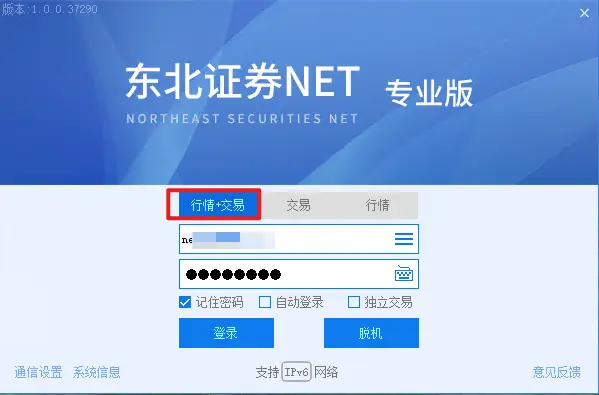 版本:1.0.0.37290
东北证券NET 专业版
NORTHEAST SECURITIES NET
行情+交易 交易 行情
记住密码 自动登录 独立交易
登录 脱机
通信设置 系统信息 支持 IPv6 网络 意见反馈